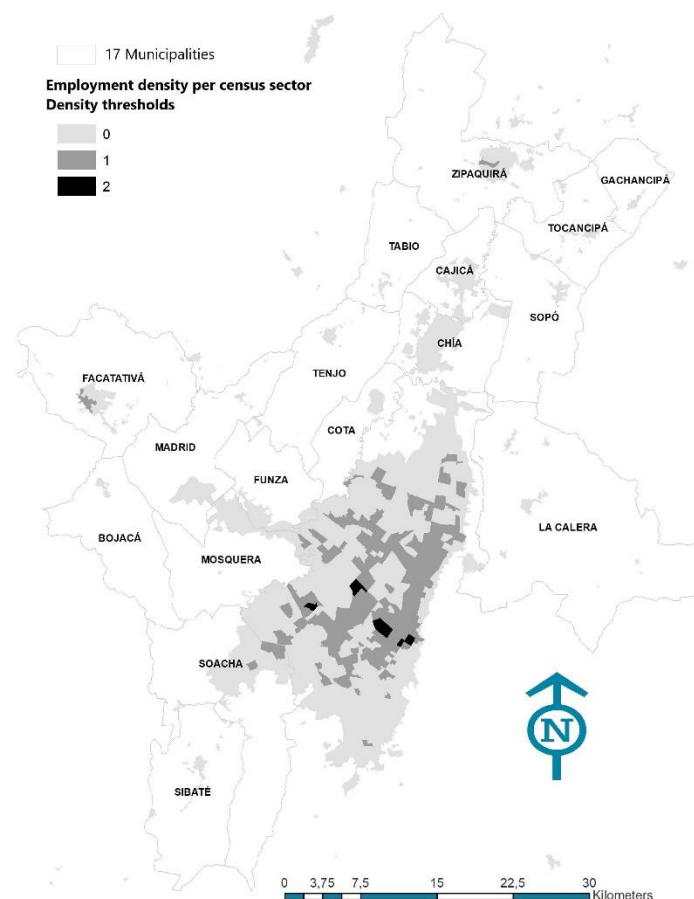 17 Municipalities
Employment density per census sector
Density thresholds
0
1
2
ZIPAQUIRÁ
GACHANCIPÁ
TOCANCIPÁ
TABIO
CAJICÁ
SOPÓ
CHÍA
TENJO
FACATATIVÁ
COTA
MADRID
FUNZA
LA CALERA
BOJACÁ
MOSQUERA
SOACHA
N
SIBATÉ
0 3,75 7,5 15 22,5 30
Kilometers